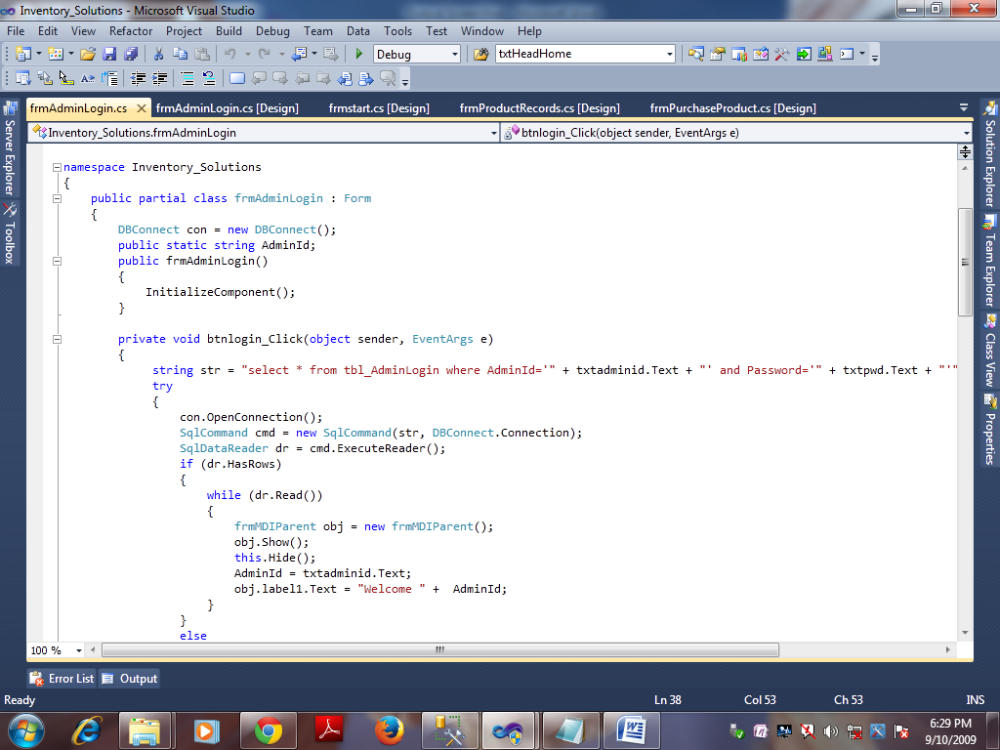 Inventory_Solutions - Microsoft Visual Studio
File Edit View Refactor Project Build Debug Team Data Tools Test Window Help
Debug txtHeadHome
frmAdminLogin.cs frmAdminLogin.cs [Design] frmstart.cs [Design] frmProductRecords.cs [Design] frmPurchaseProduct.cs [Design]
Inventory_Solutions.frmAdminLogin btnlogin_Click(object sender, EventArgs e)
Server Explorer
Toolbox
namespace Inventory_Solutions
{
public partial class frmAdminLogin : Form
{
DBConnect con = new DBConnect();
public static string AdminId;
public frmAdminLogin()
{
InitializeComponent();
}
private void btnlogin_Click(object sender, EventArgs e)
{
string str = "select * from tbl_AdminLogin where AdminId='" + txtadminid.Text + "' and Password='" + txtpwd.Text + "'"
try
{
con.OpenConnection();
SqlCommand cmd = new SqlCommand(str, DBConnect.Connection);
SqlDataReader dr = cmd.ExecuteReader();
if (dr.HasRows)
{
while (dr.Read())
{
frmMDIParent obj = new frmMDIParent();
obj.Show();
this.Hide();
AdminId = txtadminid.Text;
obj.label1.Text = "Welcome " +  AdminId;
}
}
else
Solution Explorer
Team Explorer
Class View
Properties
100 %
Error List Output
Ready Ln 38 Col 53 Ch 53 INS
6:29 PM
9/10/2009